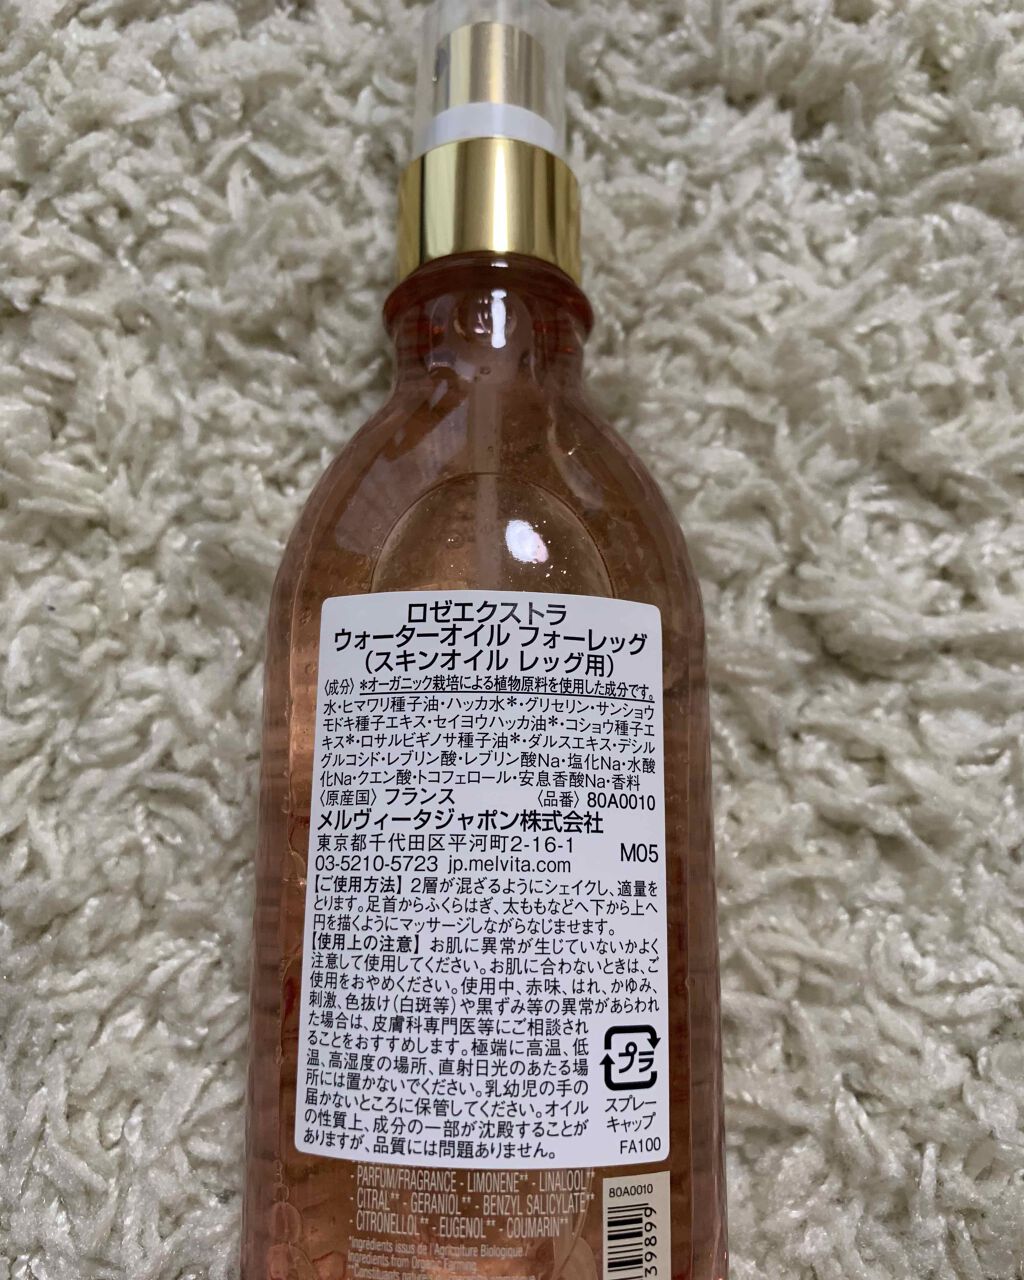 ロゼエクストラ
ウォーターオイル フォーレッグ
(スキンオイル レッグ用)
〈成分〉*オーガニック栽培による植物原料を使用した成分です。
水・ヒマワリ種子油・ハッカ水*・グリセリン・サンショウ
モドキ種子エキス・セイヨウハッカ油*・コショウ種子エ
キス*・ロサルビギノサ種子油*・ダルスエキス・デシル
グルコシド・レブリン酸・レブリン酸Na・塩化Na・水酸
化Na・クエン酸・トコフェロール・安息香酸Na・香料
〈原産国〉フランス 〈品番〉80A0010
メルヴィータジャポン株式会社
東京都千代田区平河町2-16-1
03-5210-5723 jp.melvita.com M05
【ご使用方法】2層が混ざるようにシェイクし、適量を
とります。足首からふくらはぎ、太ももなどへ下から上へ
円を描くようにマッサージしながらなじませます。
【使用上の注意】お肌に異常が生じていないかよく
注意して使用してください。お肌に合わないときは、ご
使用をおやめください。使用中、赤味、はれ、かゆみ、
刺激、色抜け(白斑等)や黒ずみ等の異常があらわれ
た場合は、皮膚科専門医等にご相談され
ることをおすすめします。極端に高温、低
温、高湿度の場所、直射日光のあたる場
所には置かないでください。乳幼児の手の
届かないところに保管してください。オイル
の性質上、成分の一部が沈殿することが
ありますが、品質には問題ありません。
プラ
スプレー
キャップ
FA100
- PARFUM/FRAGRANCE - LIMONENE** - LINALOOL**
- CITRAL** - GERANIOL** - BENZYL SALICYLATE**
- CITRONELLOL** - EUGENOL** - COUMARIN**
*Ingrédients issus de l'Agriculture Biologique /
Ingredients from Organic Farming
80A0010
39899